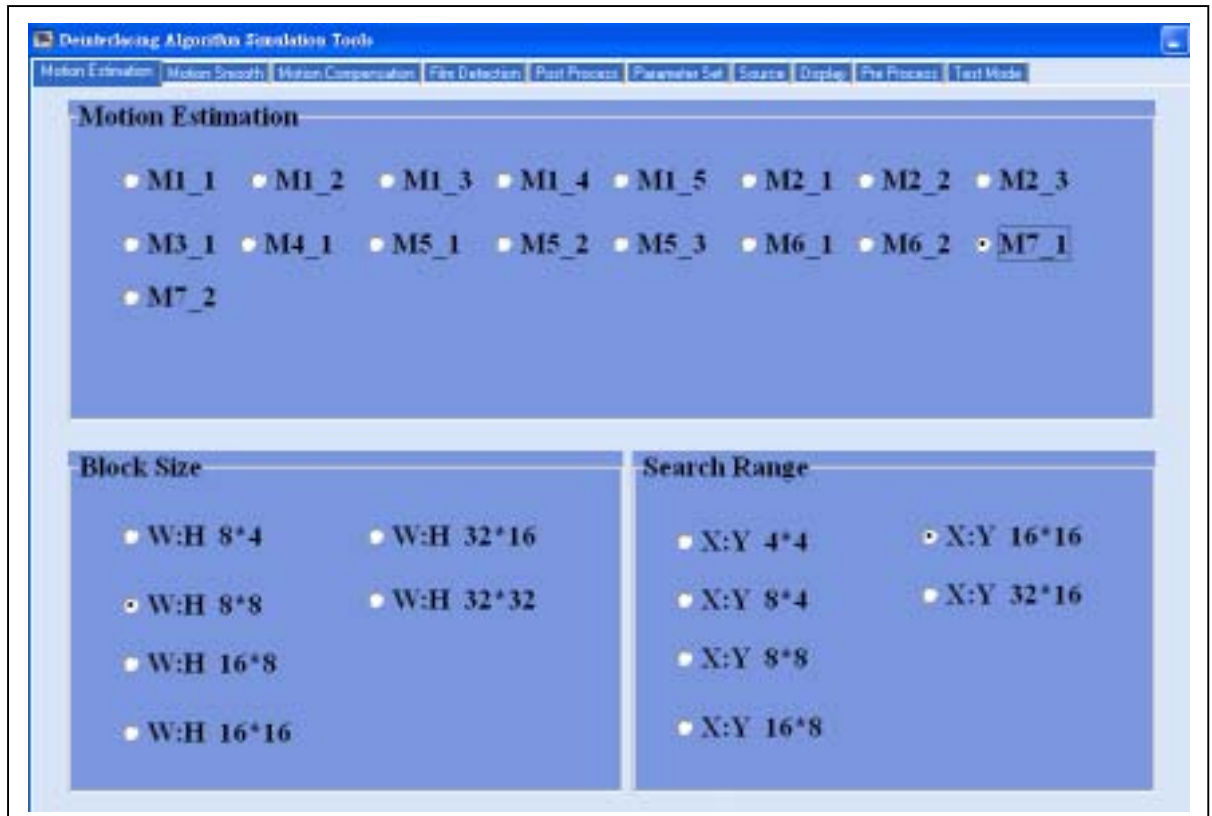 Deinterlacing Algorithm Simulation Tools
Motion Estimation Motion Smooth Motion Compensation Film Detection Post Process Parameter Set Source Display Pre Process Text Mode
Motion Estimation
M1_1 M1_2 M1_3 M1_4 M1_5 M2_1 M2_2 M2_3
M3_1 M4_1 M5_1 M5_2 M5_3 M6_1 M6_2 M7_1
M7_2
Block Size
W:H 8*4 W:H 32*16
W:H 8*8 W:H 32*32
W:H 16*8
W:H 16*16
Search Range
X:Y 4*4 X:Y 16*16
X:Y 8*4 X:Y 32*16
X:Y 8*8
X:Y 16*8